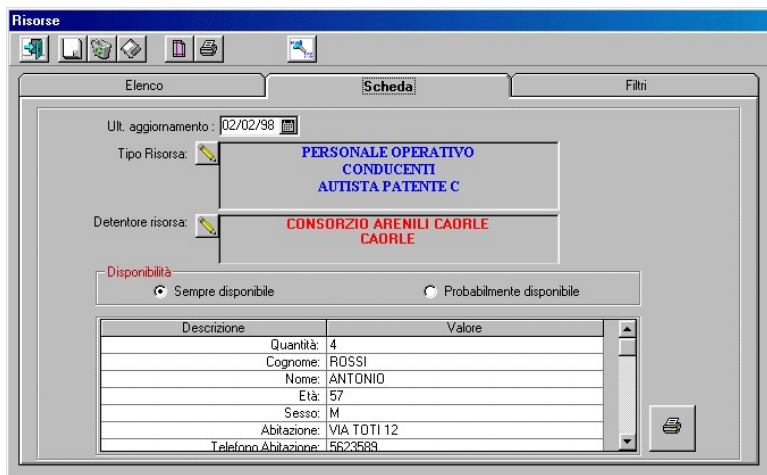 Risorse
Elenco
Scheda
Filtri
Ult. aggiornamento : 02/02/98
Tipo Risorsa:
PERSONALE OPERATIVO
CONDUCENTI
AUTISTA PATENTE C
Detentore risorsa:
CONSORZIO ARENILI CAORLE
CAORLE
Disponibilità
Sempre disponibile
Probabilmente disponibile
Descrizione Valore
Quantità: 4
Cognome: ROSSI
Nome: ANTONIO
Età: 57
Sesso: M
Abitazione: VIA TOTI 12
Telefono Abitazione: 5623589